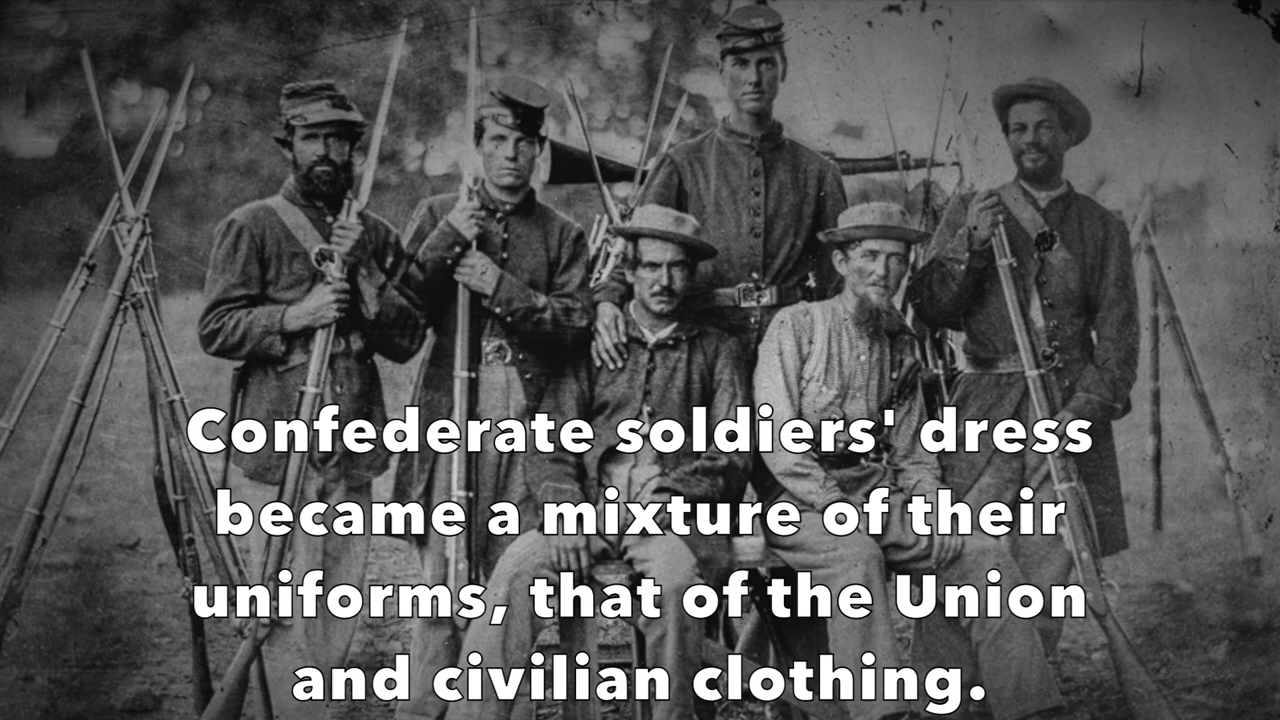 Confederate soldiers' dress
became a mixture of their
uniforms, that of the Union
and civilian clothing.